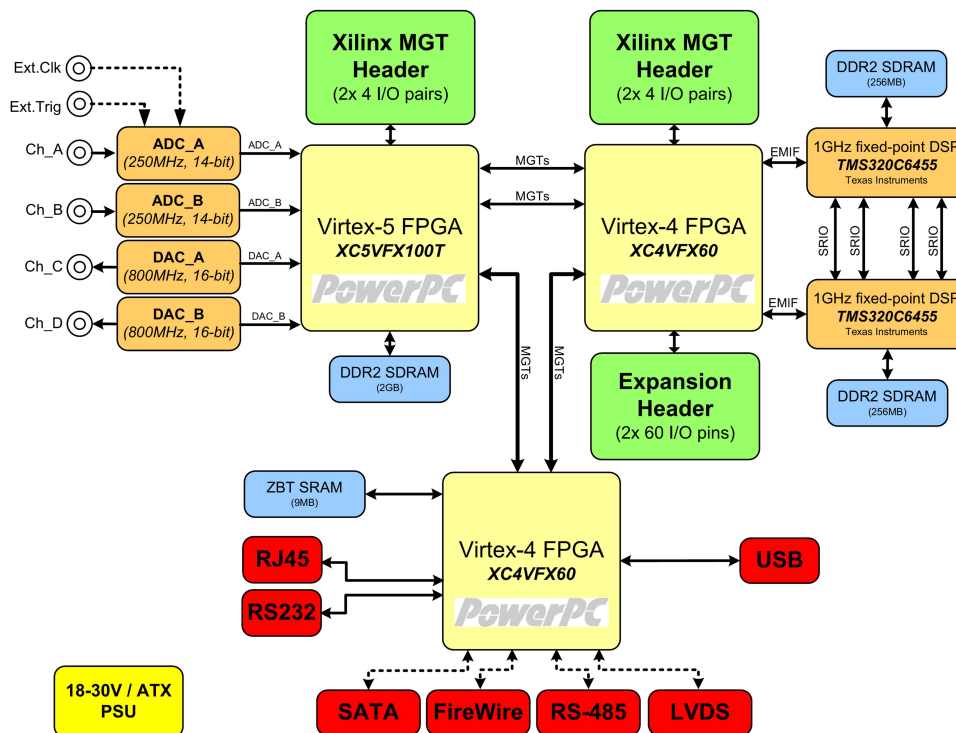 Xilinx MGT
Header
(2x 4 I/O pairs)
Xilinx MGT
Header
(2x 4 I/O pairs)
DDR2 SDRAM
(256MB)
Ext.Clk
Ext.Trig
Ch_A
ADC_A
(250MHz, 14-bit)
ADC_A
Ch_B
ADC_B
(250MHz, 14-bit)
ADC_B
Ch_C
DAC_A
(800MHz, 16-bit)
DAC_A
Ch_D
DAC_B
(800MHz, 16-bit)
DAC_B
Virtex-5 FPGA
XC5VFX100T
PowerPC
MGTs
MGTs
Virtex-4 FPGA
XC4VFX60
PowerPC
EMIF
1GHz fixed-point DSP
TMS320C6455
Texas Instruments
SRIO
SRIO
SRIO
SRIO
EMIF
1GHz fixed-point DSP
TMS320C6455
Texas Instruments
DDR2 SDRAM
(2GB)
MGTs
MGTs
Expansion
Header
(2x 60 I/O pins)
DDR2 SDRAM
(256MB)
ZBT SRAM
(9MB)
RJ45
RS232
Virtex-4 FPGA
XC4VFX60
PowerPC
USB
18-30V / ATX
PSU
SATA
FireWire
RS-485
LVDS